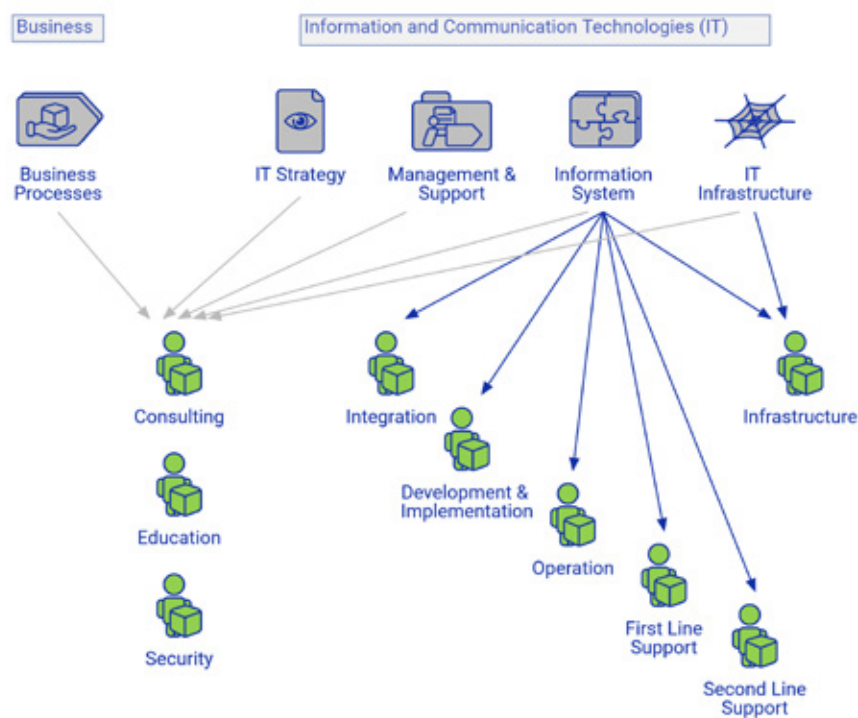 Business
Information and Communication Technologies (IT)
Business
Processes
IT Strategy
Management &
Support
Information
System
IT
Infrastructure
Consulting
Integration
Infrastructure
Development &
Implementation
Education
Operation
First Line
Support
Security
Second Line
Support